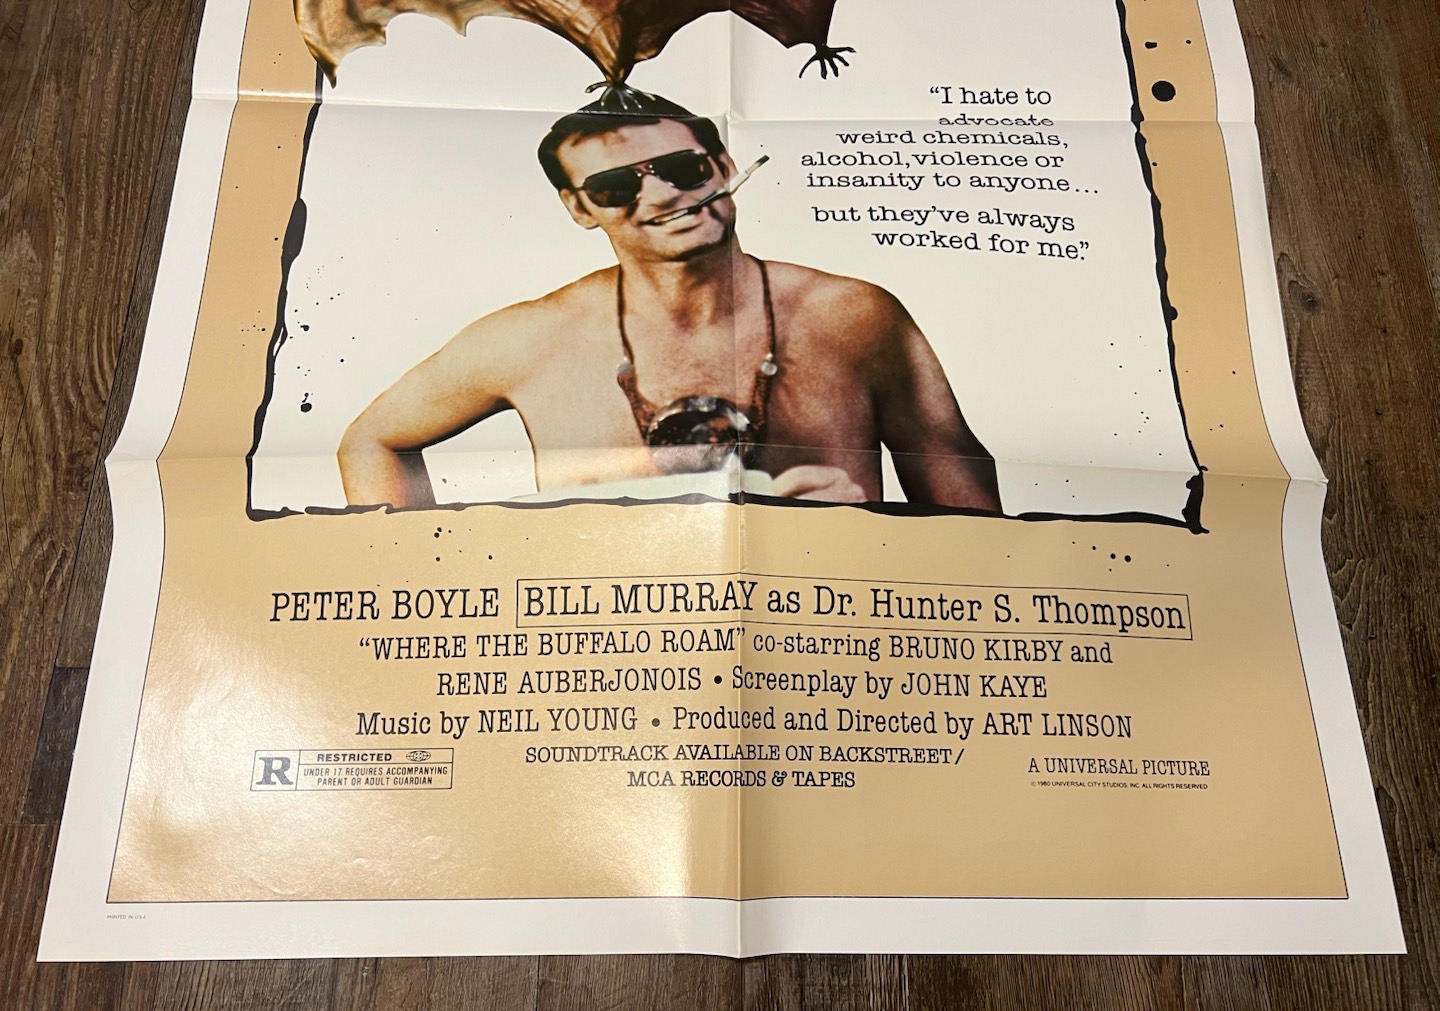 “I hate to
advocate
weird chemicals,
alcohol, violence or
insanity to anyone...
but they've always
worked for me.”
PETER BOYLE BILL MURRAY as Dr. Hunter S. Thompson
“WHERE THE BUFFALO ROAM” co-starring BRUNO KIRBY and
RENE AUBERJONOIS • Screenplay by JOHN KAYE
Music by NEIL YOUNG • Produced and Directed by ART LINSON
R RESTRICTED
UNDER 17 REQUIRES ACCOMPANYING
PARENT OR ADULT GUARDIAN
SOUNDTRACK AVAILABLE ON BACKSTREET/
MCA RECORDS & TAPES
A UNIVERSAL PICTURE
© 1980 UNIVERSAL CITY STUDIOS, INC. ALL RIGHTS RESERVED
PRINTED IN U.S.A.